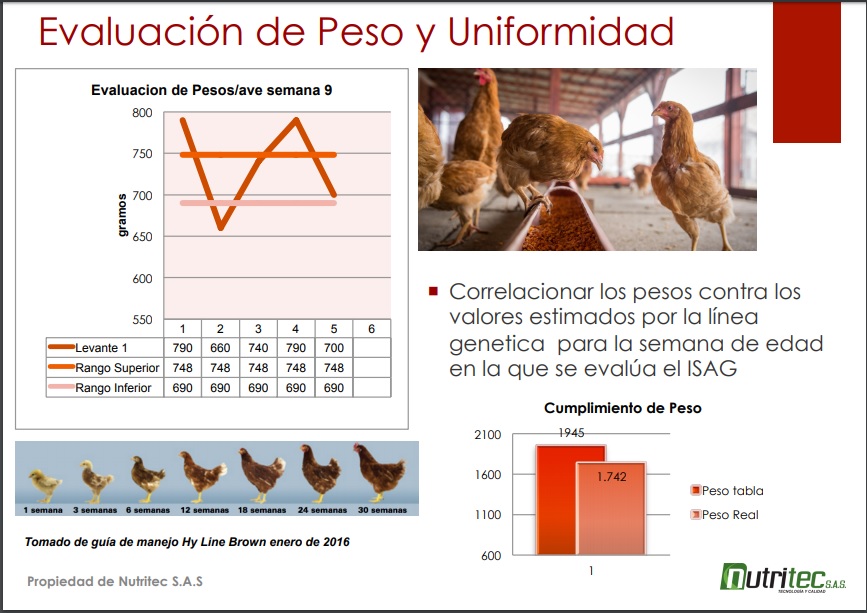 Evaluación de Peso y Uniformidad
Evaluacion de Pesos/ave semana 9
gramos
800
750
700
650
600
550
1 2 3 4 5 6
Levante 1 790 660 740 790 700
Rango Superior 748 748 748 748 748
Rango Inferior 690 690 690 690 690
Correlacionar los pesos contra los
valores estimados por la línea
genetica para la semana de edad
en la que se evalúa el ISAG
Cumplimiento de Peso
2100
1600
1100
600
1945
1.742
1
Peso tabla
Peso Real
1 semana 3 semanas 6 semanas 12 semanas 18 semanas 24 semanas 30 semanas
Tomado de guía de manejo Hy Line Brown enero de 2016
Propiedad de Nutritec S.A.S
nutritec S.A.S.
TECNOLOGÍA Y CALIDAD